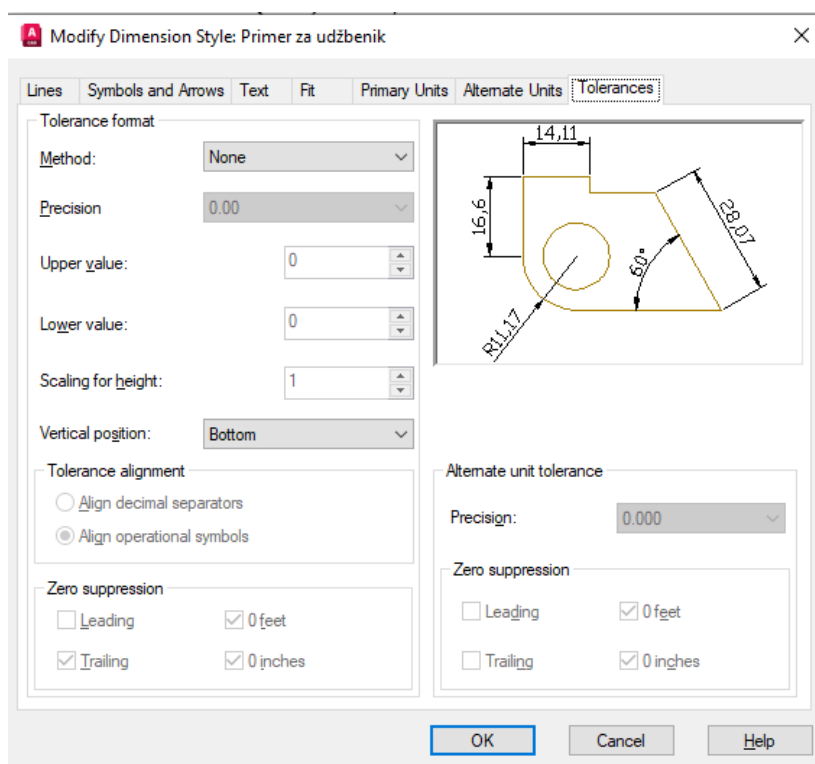 Modify Dimension Style: Primer za udžbenik
Lines Symbols and Arrows Text Fit Primary Units Alternate Units Tolerances
Tolerance format
Method: None
Precision 0.00
Upper value: 0
Lower value: 0
Scaling for height: 1
Vertical position: Bottom
Tolerance alignment
Align decimal separators
Align operational symbols
Zero suppression
Leading 0 feet
Trailing 0 inches
14,11
16,6
28,07
60°
R11,17
Alternate unit tolerance
Precision: 0.000
Zero suppression
Leading 0 feet
Trailing 0 inches
OK Cancel Help